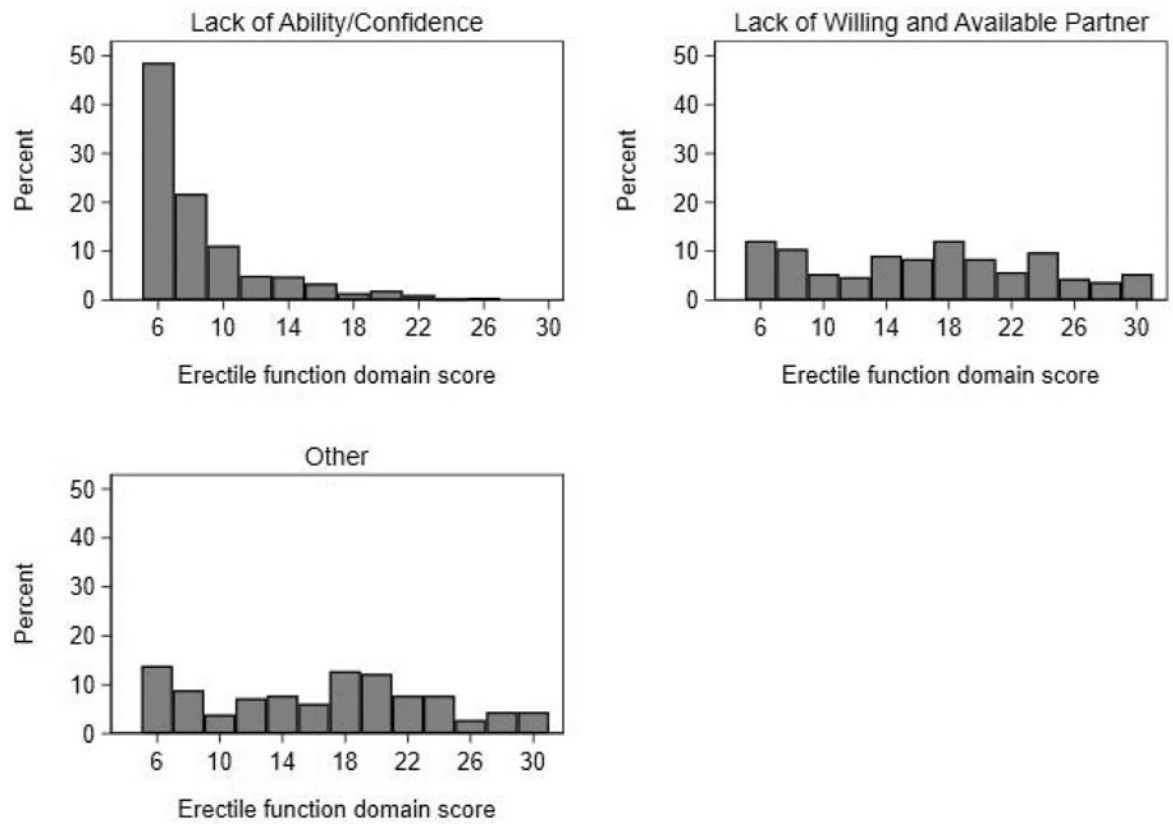 Lack of Ability/Confidence
50
40
30
20
10
0
Percent
6 10 14 18 22 26 30
Erectile function domain score
Lack of Willing and Available Partner
50
40
30
20
10
0
Percent
6 10 14 18 22 26 30
Erectile function domain score
Other
50
40
30
20
10
0
Percent
6 10 14 18 22 26 30
Erectile function domain score